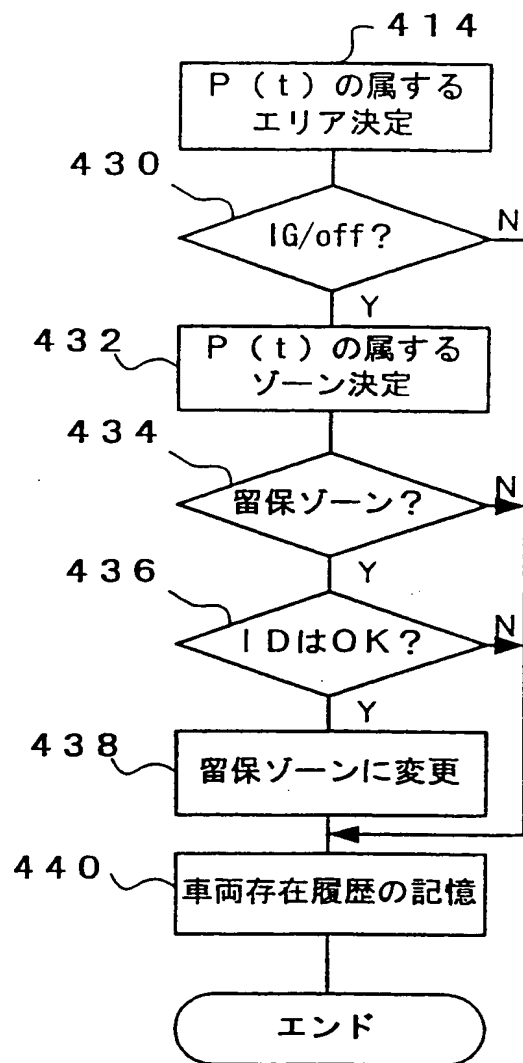 414
P(t)の属する
エリア決定
430
IG/off?
N
Y
432
P(t)の属する
ゾーン決定
434
留保ゾーン?
N
Y
436
IDはOK?
N
Y
438
留保ゾーンに変更
440
車両存在履歴の記憶
エンド